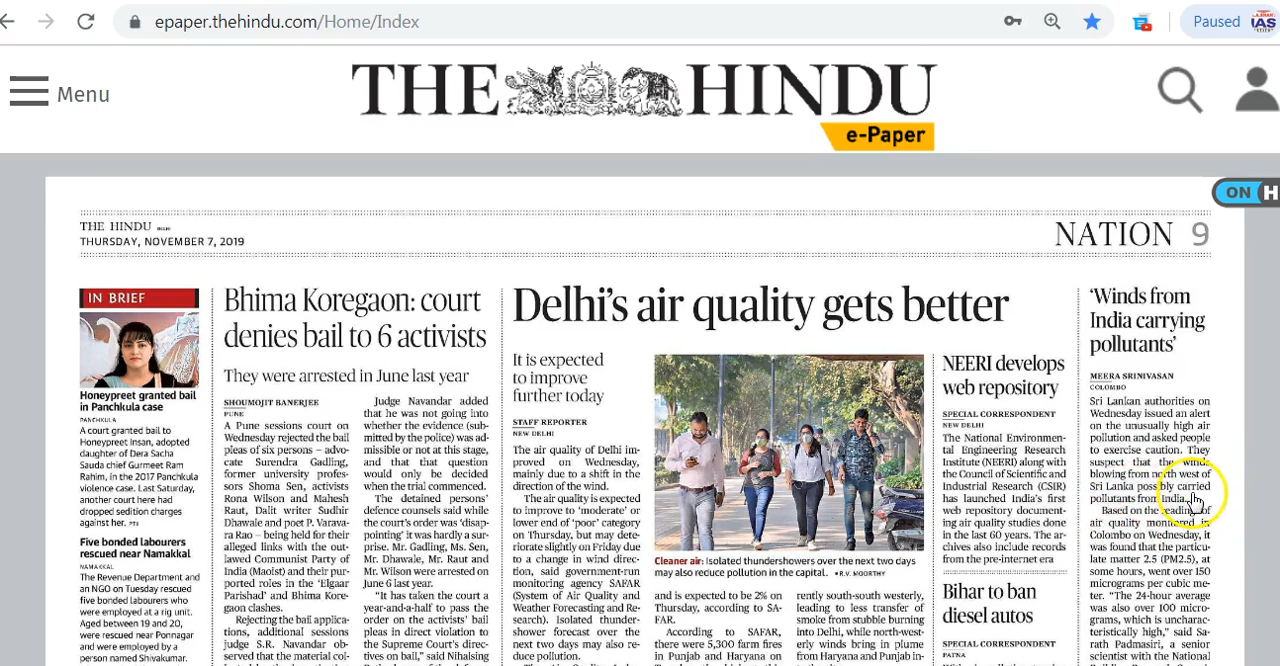 epaper.thehindu.com/Home/Index
Paused
IAS
Menu
THE HINDU
e-Paper
ON H
THE HINDU
THURSDAY, NOVEMBER 7, 2019
NATION 9
IN BRIEF
Honeypreet granted bail
in Panchkula case
PANCHKULA
A court granted bail to
Honeypreet Insan, adopted
daughter of Dera Sacha
Sauda chief Gurmeet Ram
Rahim, in the 2017 Panchkula
violence case. Last Saturday,
another court here had
dropped sedition charges
against her. PTI
Five bonded labourers
rescued near Namakkal
NAMAKKAL
The Revenue Department and
an NGO on Tuesday rescued
five bonded labourers who
were employed at a rig unit.
Aged between 19 and 20,
were rescued near Ponnagar
and were employed by a
person named Shivakumar.
Bhima Koregaon: court
denies bail to 6 activists
They were arrested in June last year
SHOUMOJIT BANERJEE
PUNE
A Pune sessions court on
Wednesday rejected the bail
pleas of six persons – advo-
cate Surendra Gadling,
former university profes-
sors Shoma Sen, activists
Rona Wilson and Mahesh
Raut, Dalit writer Sudhir
Dhawale and poet P. Varava-
ra Rao – being held for their
alleged links with the out-
lawed Communist Party of
India (Maoist) and their pur-
ported roles in the 'Elgaar
Parishad' and Bhima Kore-
gaon clashes.
Rejecting the bail applica-
tions, additional sessions
judge S.R. Navandar ob-
served that the material col-
Judge Navandar added
that he was not going into
whether the evidence (sub-
mitted by the police) was ad-
missible or not at this stage,
and that that question
would only be decided
when the trial commenced.
The detained persons'
defence counsels said while
the court's order was 'disap-
pointing' it was hardly a sur-
prise. Mr. Gadling, Ms. Sen,
Mr. Dhawale, Mr. Raut and
Mr. Wilson were arrested on
June 6 last year.
"It has taken the court a
year-and-a-half to pass the
order on the activists' bail
pleas in direct violation to
the Supreme Court's direc-
tives on bail," said Nihasing
Delhi's air quality gets better
It is expected
to improve
further today
STAFF REPORTER
NEW DELHI
The air quality of Delhi im-
proved on Wednesday,
mainly due to a shift in the
direction of the wind.
The air quality is expected
to improve to 'moderate' or
lower end of 'poor' category
on Thursday, but may dete-
riorate slightly on Friday due
to a change in wind direc-
tion, said government-run
monitoring agency SAFAR
(System of Air Quality and
Weather Forecasting and Re-
search). Isolated thunder-
shower forecast over the
next two days may also re-
duce pollution.
Cleaner air: Isolated thundershowers over the next two days
may also reduce pollution in the capital. •R.V. MOORTHY
and is expected to be 2% on
Thursday, according to SA-
FAR.
According to SAFAR,
there were 5,300 farm fires
in Punjab and Haryana on
rently south-south westerly,
leading to less transfer of
smoke from stubble burning
into Delhi, while north-west-
erly winds bring in plume
from Haryana and Punjab in-
NEERI develops
web repository
SPECIAL CORRESPONDENT
NEW DELHI
The National Environmen-
tal Engineering Research
Institute (NEERI) along with
the Council of Scientific and
Industrial Research (CSIR)
has launched India's first
web repository document-
ing air quality studies done
in the last 60 years. The ar-
chives also include records
from the pre-internet era
Bihar to ban
diesel autos
SPECIAL CORRESPONDENT
PATNA
'Winds from
India carrying
pollutants'
MEERA SRINIVASAN
COLOMBO
Sri Lankan authorities on
Wednesday issued an alert
on the unusually high air
pollution and asked people
to exercise caution. They
suspect that the winds
blowing from north west of
Sri Lanka possibly carried
pollutants from India.
Based on the reading of
air quality monitored in
Colombo on Wednesday, it
was found that the particu-
late matter 2.5 (PM2.5), at
some hours, went over 150
micrograms per cubic me-
ter. "The 24-hour average
was also over 100 micro-
grams, which is uncharac-
teristically high," said Sa-
rath Padmasiri, a senior
scientist with the National